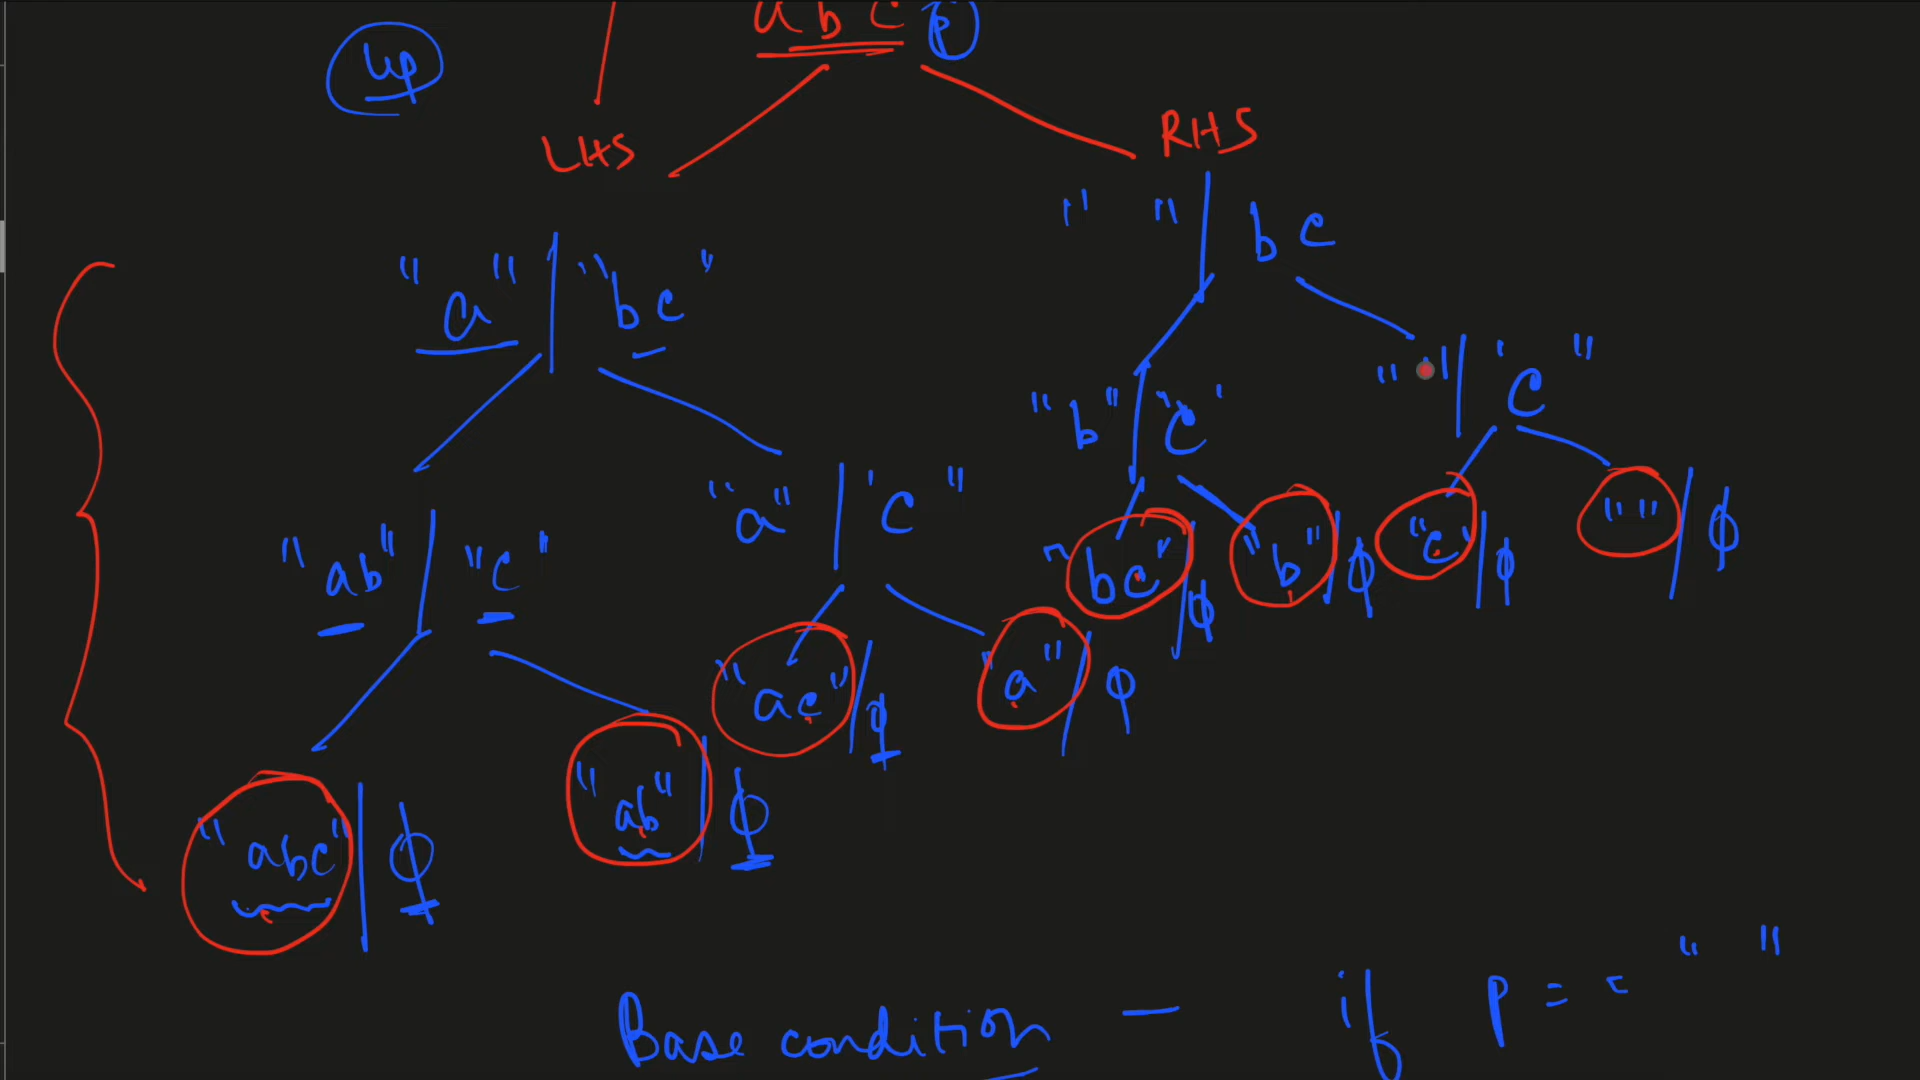 abc p
up
LHS RHS
" " | bc
"a" | "bc"
"b" | "c" "" | "c"
"ab" | "c" "a" | "c" "bc" | ϕ "b" | ϕ "c" | ϕ "" | ϕ
"abc" | ϕ "ab" | ϕ "ac" | ϕ "a" | ϕ
Base condition — if p == " "